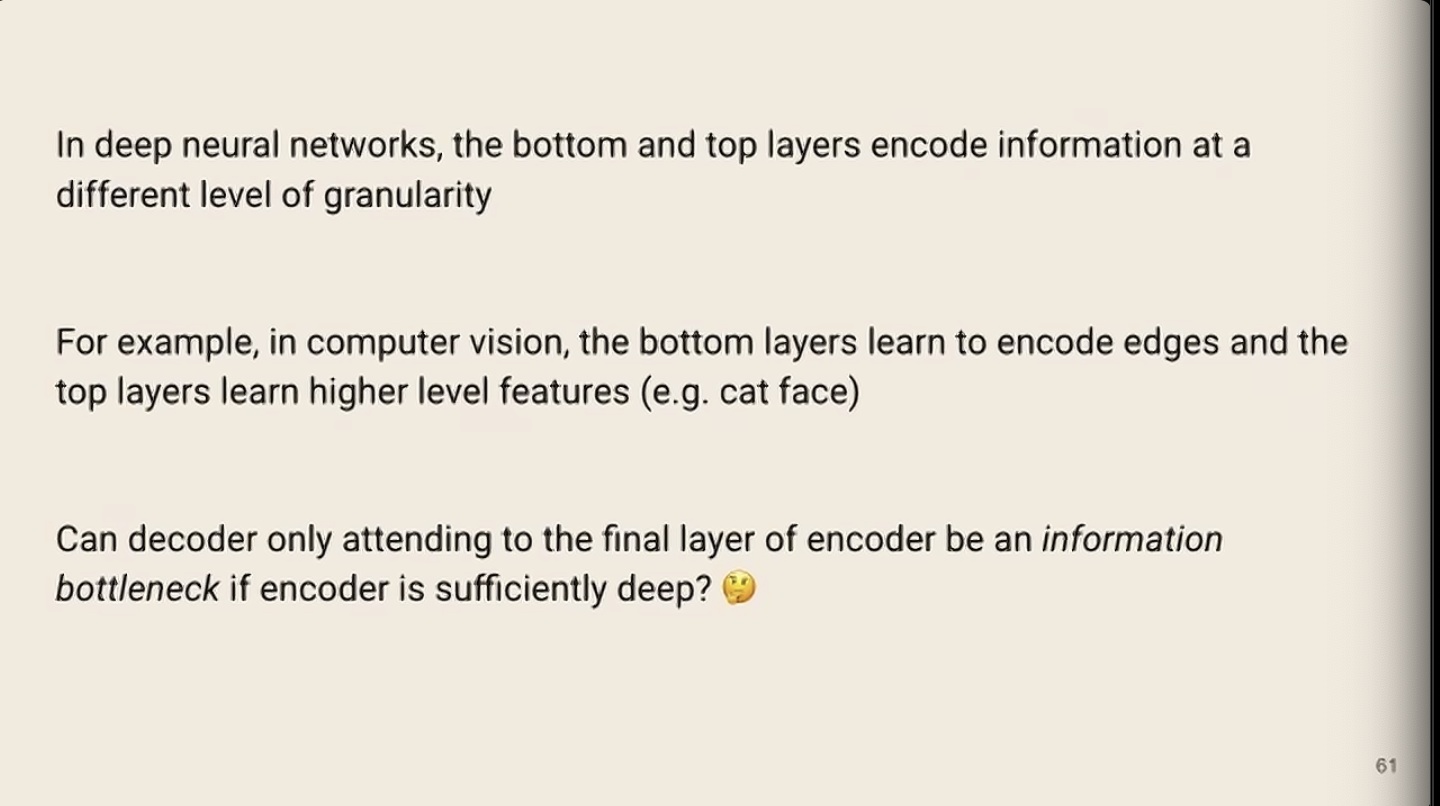 In deep neural networks, the bottom and top layers encode information at a
different level of granularity
For example, in computer vision, the bottom layers learn to encode edges and the
top layers learn higher level features (e.g. cat face)
Can decoder only attending to the final layer of encoder be an information
bottleneck if encoder is sufficiently deep? 🤔
61